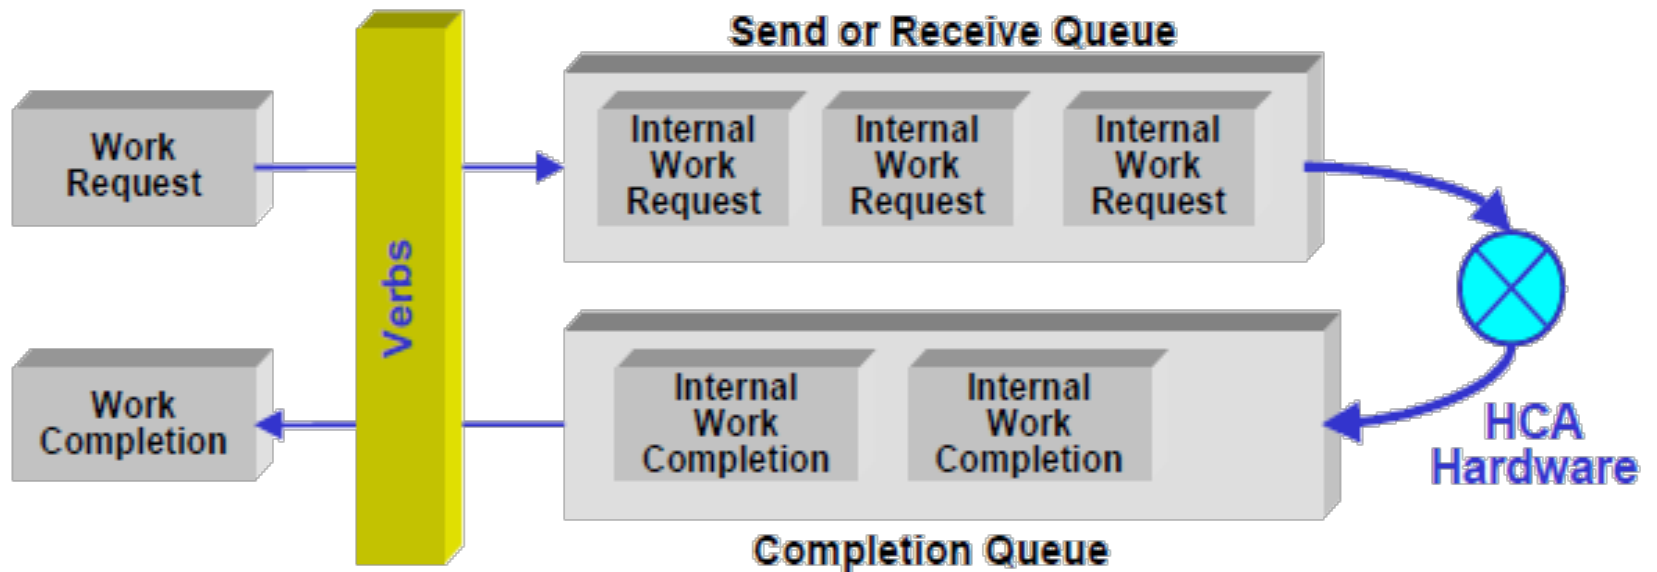 Send or Receive Queue
Work
Request
Verbs
Internal
Work
Request
Internal
Work
Request
Internal
Work
Request
Work
Completion
Internal
Work
Completion
Internal
Work
Completion
HCA
Hardware
Completion Queue